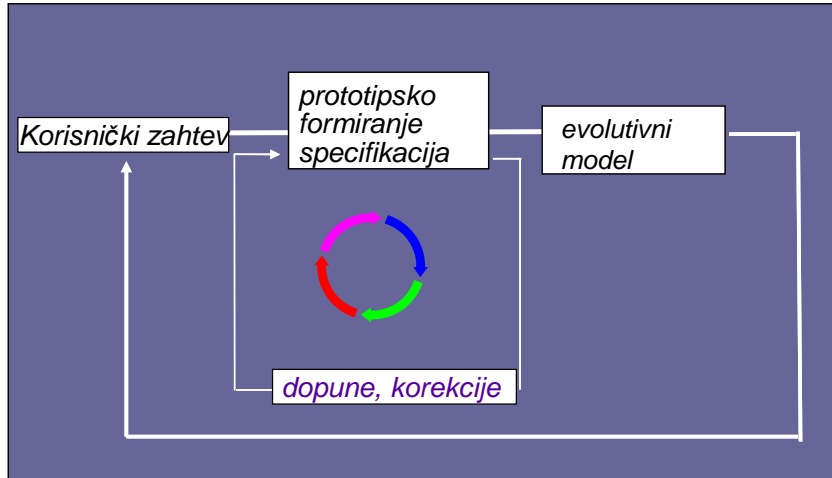 Korisnički zahtev
prototipsko
formiranje
specifikacija
evolutivni
model
dopune, korekcije